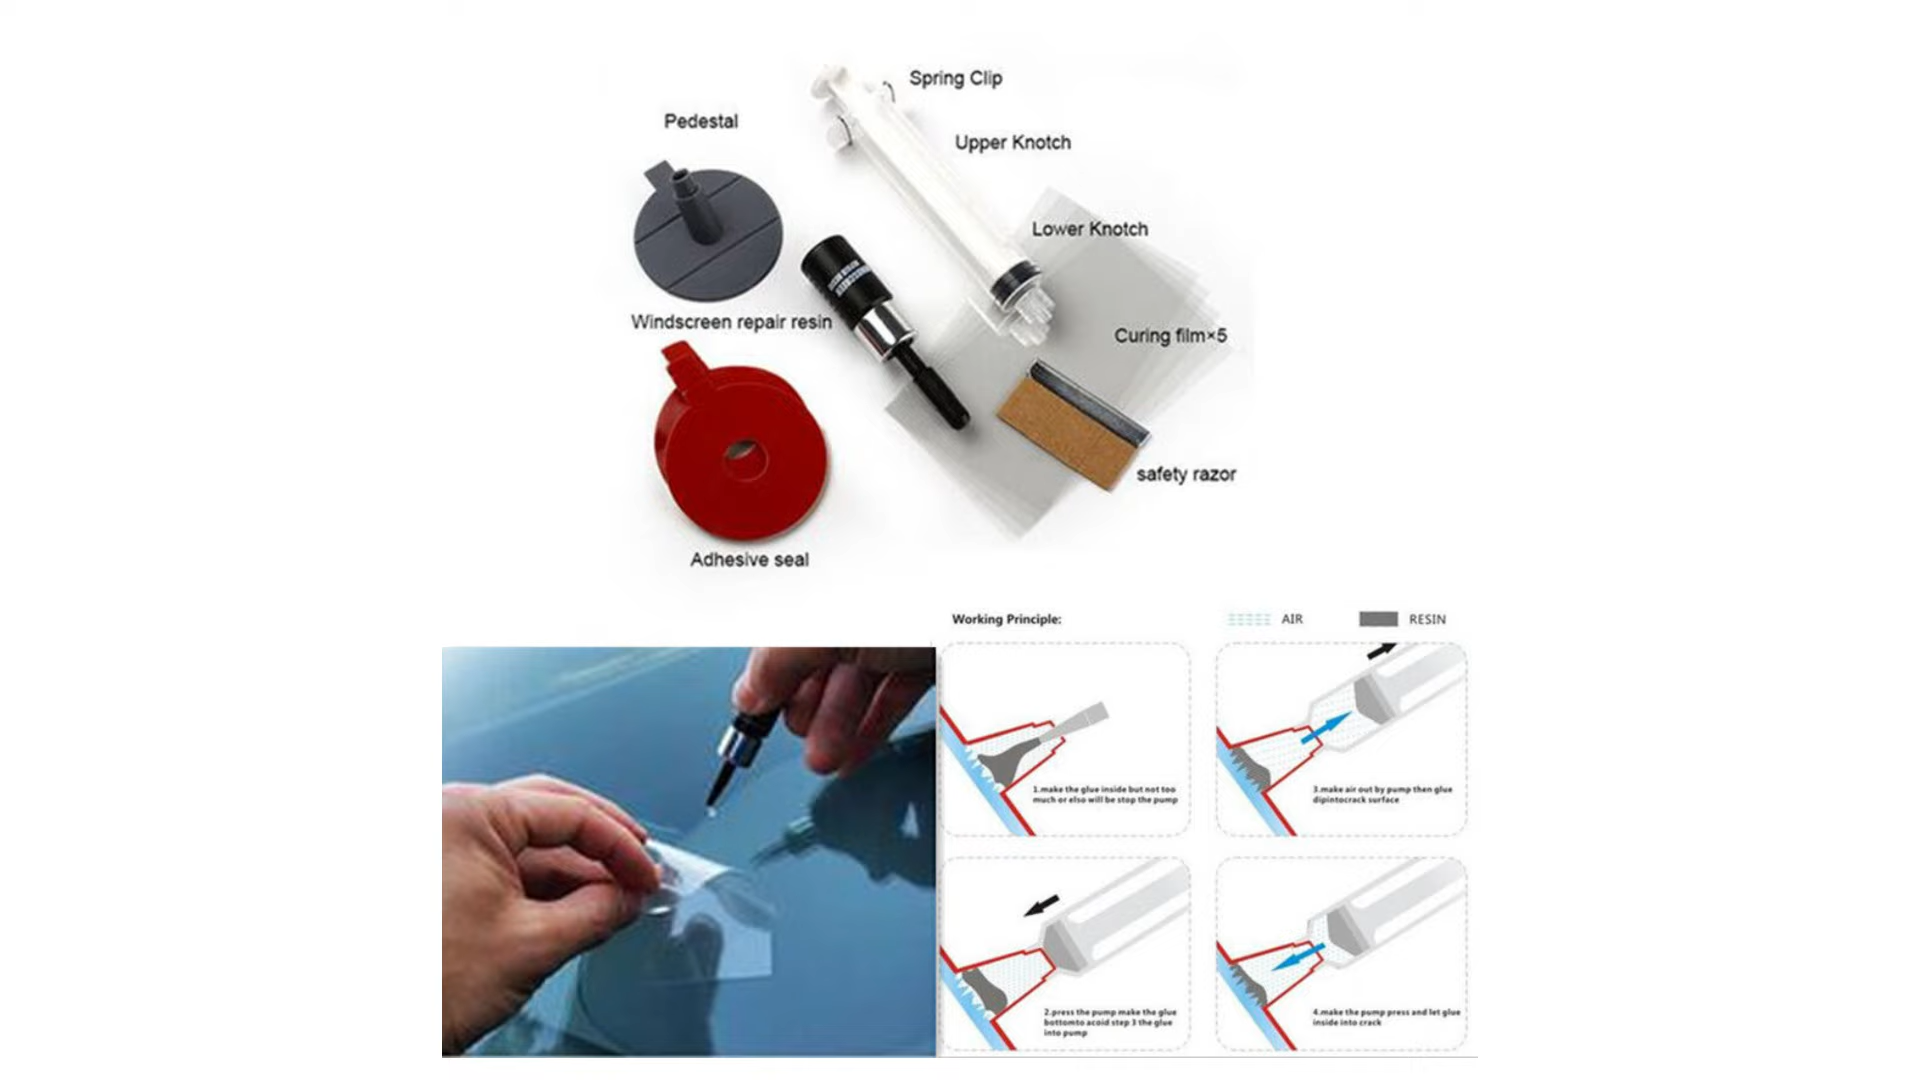 Spring Clip
Pedestal
Upper Knotch
Lower Knotch
Windscreen repair resin
Curing film×5
safety razor
Adhesive seal
Working Principle:
AIR
RESIN
1.make the glue inside but not too
much or elso will be stop the pump
3.make air out by pump then glue
dipintocrack surface
2.press the pump make the glue
bottomto acoid step 3 the glue
into pump
4.make the pump press and let glue
inside into crack